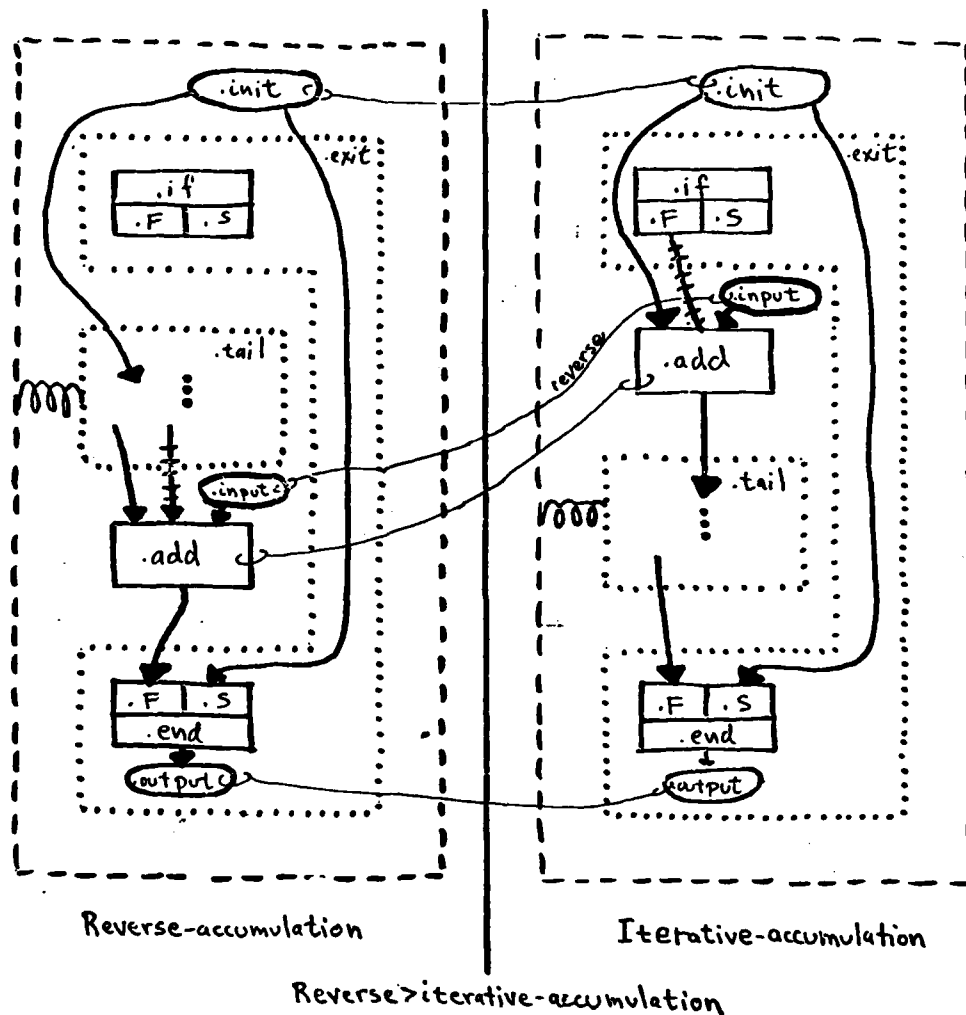 .init
.exit
.if
.F .S
.tail
.input
.add
.F .S
.end
.output
Reverse-accumulation
reverse
.init
.exit
.if
.F .S
.input
.add
.tail
.F .S
.end
.output
Iterative-accumulation
Reverse>iterative-accumulation